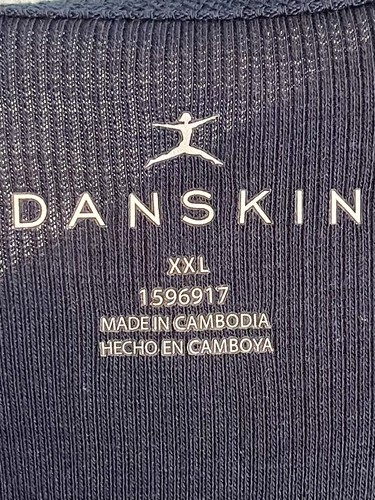 DANSKIN
XXL
1596917
MADE IN CAMBODIA
HECHO EN CAMBOYA